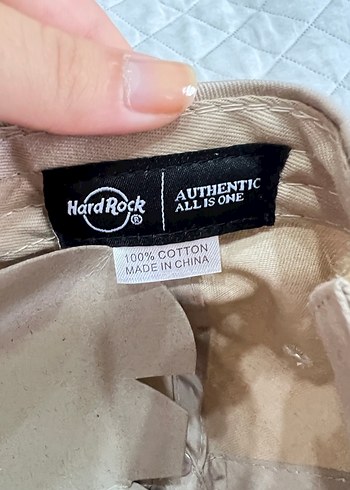 Hard Rock ®
AUTHENTIC
ALL IS ONE
100% COTTON
MADE IN CHINA